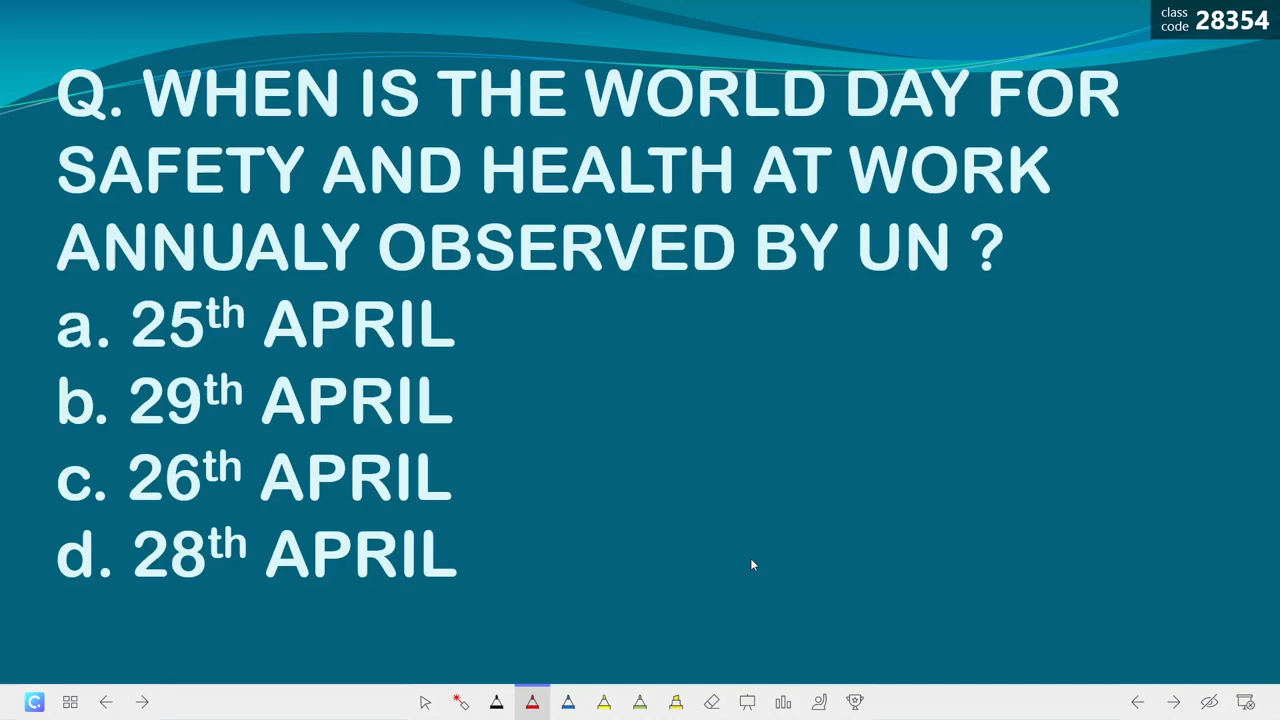 class
code 28354
Q. WHEN IS THE WORLD DAY FOR
SAFETY AND HEALTH AT WORK
ANNUALY OBSERVED BY UN ?
a. 25th APRIL
b. 29th APRIL
c. 26th APRIL
d. 28th APRIL